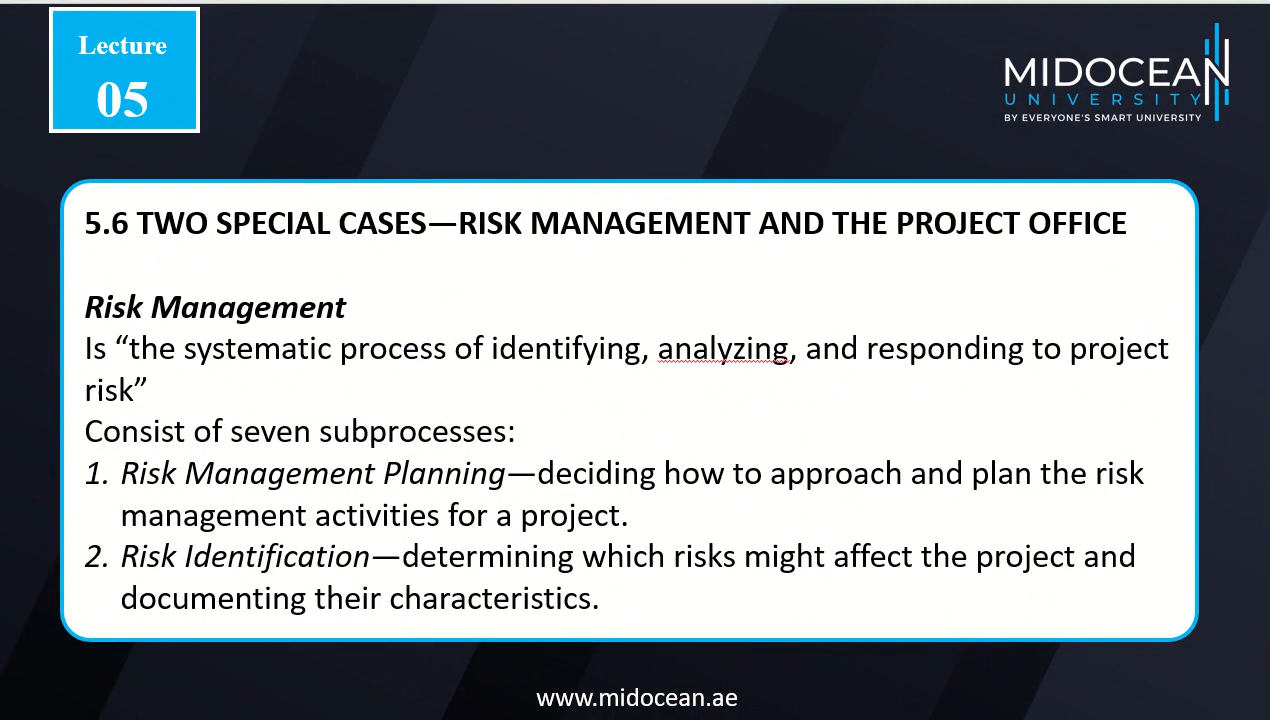 Lecture
05
MIDOCEAN
UNIVERSITY
BY EVERYONE'S SMART UNIVERSITY
5.6 TWO SPECIAL CASES—RISK MANAGEMENT AND THE PROJECT OFFICE
Risk Management
Is “the systematic process of identifying, analyzing, and responding to project
risk”
Consist of seven subprocesses:
1. Risk Management Planning—deciding how to approach and plan the risk
management activities for a project.
2. Risk Identification—determining which risks might affect the project and
documenting their characteristics.
www.midocean.ae